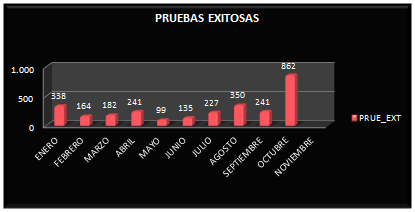 PRUEBAS EXITOSAS
1.000
500
0
338
164
182
241
99
135
227
350
241
862
ENERO
FEBRERO
MARZO
ABRIL
MAYO
JUNIO
JULIO
AGOSTO
SEPTIEMBRE
OCTUBRE
NOVIEMBRE
PRUE_EXT